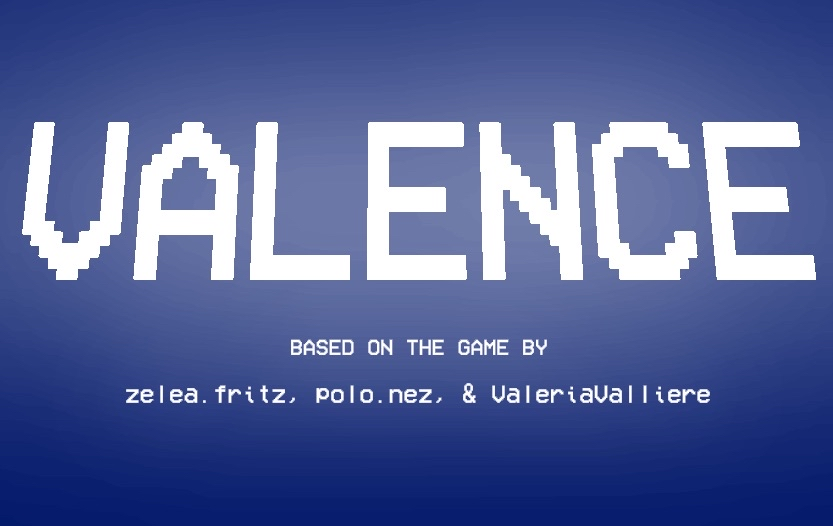 VALENCE
BASED ON THE GAME BY
zelea.fritz, polo.nez, & ValeriaValliere